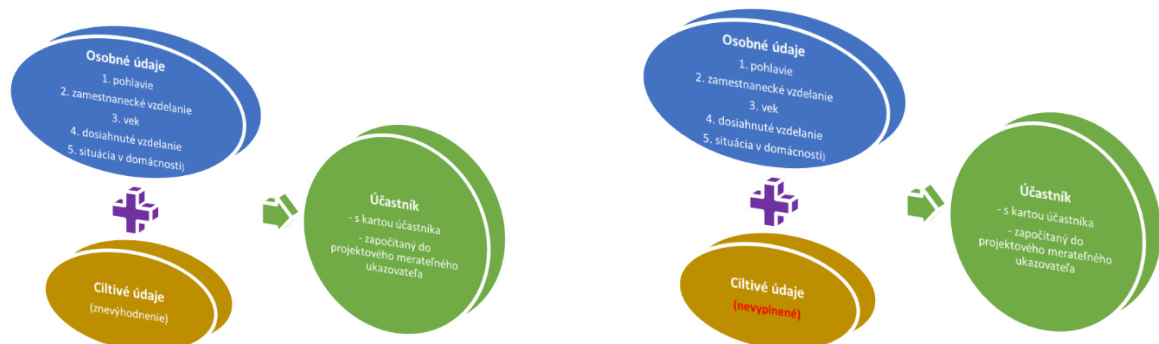 Osobné údaje
1. pohlavie
2. zamestnanecké vzdelanie
3. vek
4. dosiahnuté vzdelanie
5. situácia v domácnosti)
Ciltivé údaje
(znevýhodnenie)
Účastník
- s kartou účastníka
- započítaný do
projektového merateľného
ukazovateľa
Osobné údaje
1. pohlavie
2. zamestnanecké vzdelanie
3. vek
4. dosiahnuté vzdelanie
5. situácia v domácnosti)
Ciltivé údaje
(nevyplnené)
Účastník
- s kartou účastníka
- započítaný do
projektového merateľného
ukazovateľa